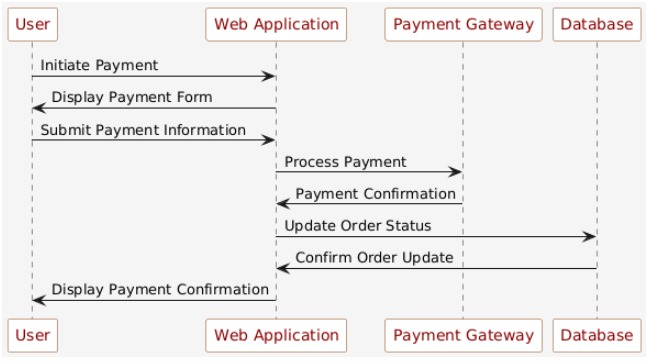 User Web Application Payment Gateway Database
Initiate Payment
Display Payment Form
Submit Payment Information
Process Payment
Payment Confirmation
Update Order Status
Confirm Order Update
Display Payment Confirmation
User Web Application Payment Gateway Database